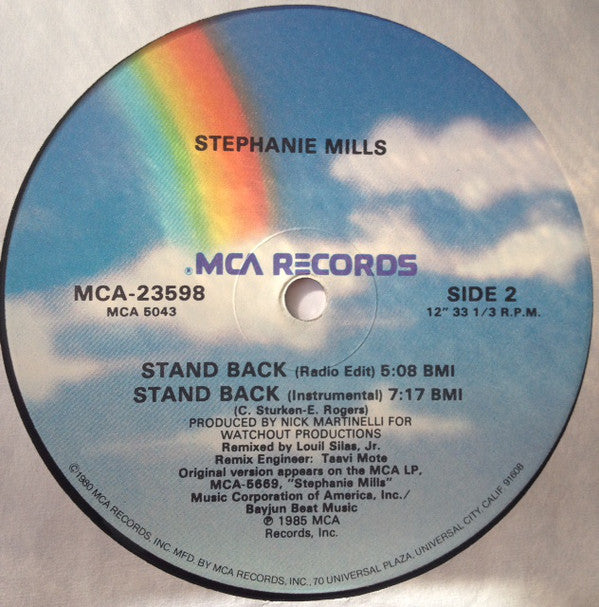 STEPHANIE MILLS
®MCA RECORDS
MCA-23598
MCA 5043
SIDE 2
12" 33 1/3 R.P.M.
STAND BACK (Radio Edit) 5:08 BMI
STAND BACK (Instrumental) 7:17 BMI
(C. Sturken-E. Rogers)
PRODUCED BY NICK MARTINELLI FOR
WATCHOUT PRODUCTIONS
Remixed by Louil Silas, Jr.
Remix Engineer: Taavi Mote
Original version appears on the MCA LP,
MCA-5669, "Stephanie Mills"
Music Corporation of America, Inc./
Bayjun Beat Music
℗ 1985 MCA
Records, Inc.
©1980 MCA RECORDS, INC. MFD. BY MCA RECORDS, INC., 70 UNIVERSAL PLAZA, UNIVERSAL CITY, CALIF. 91608